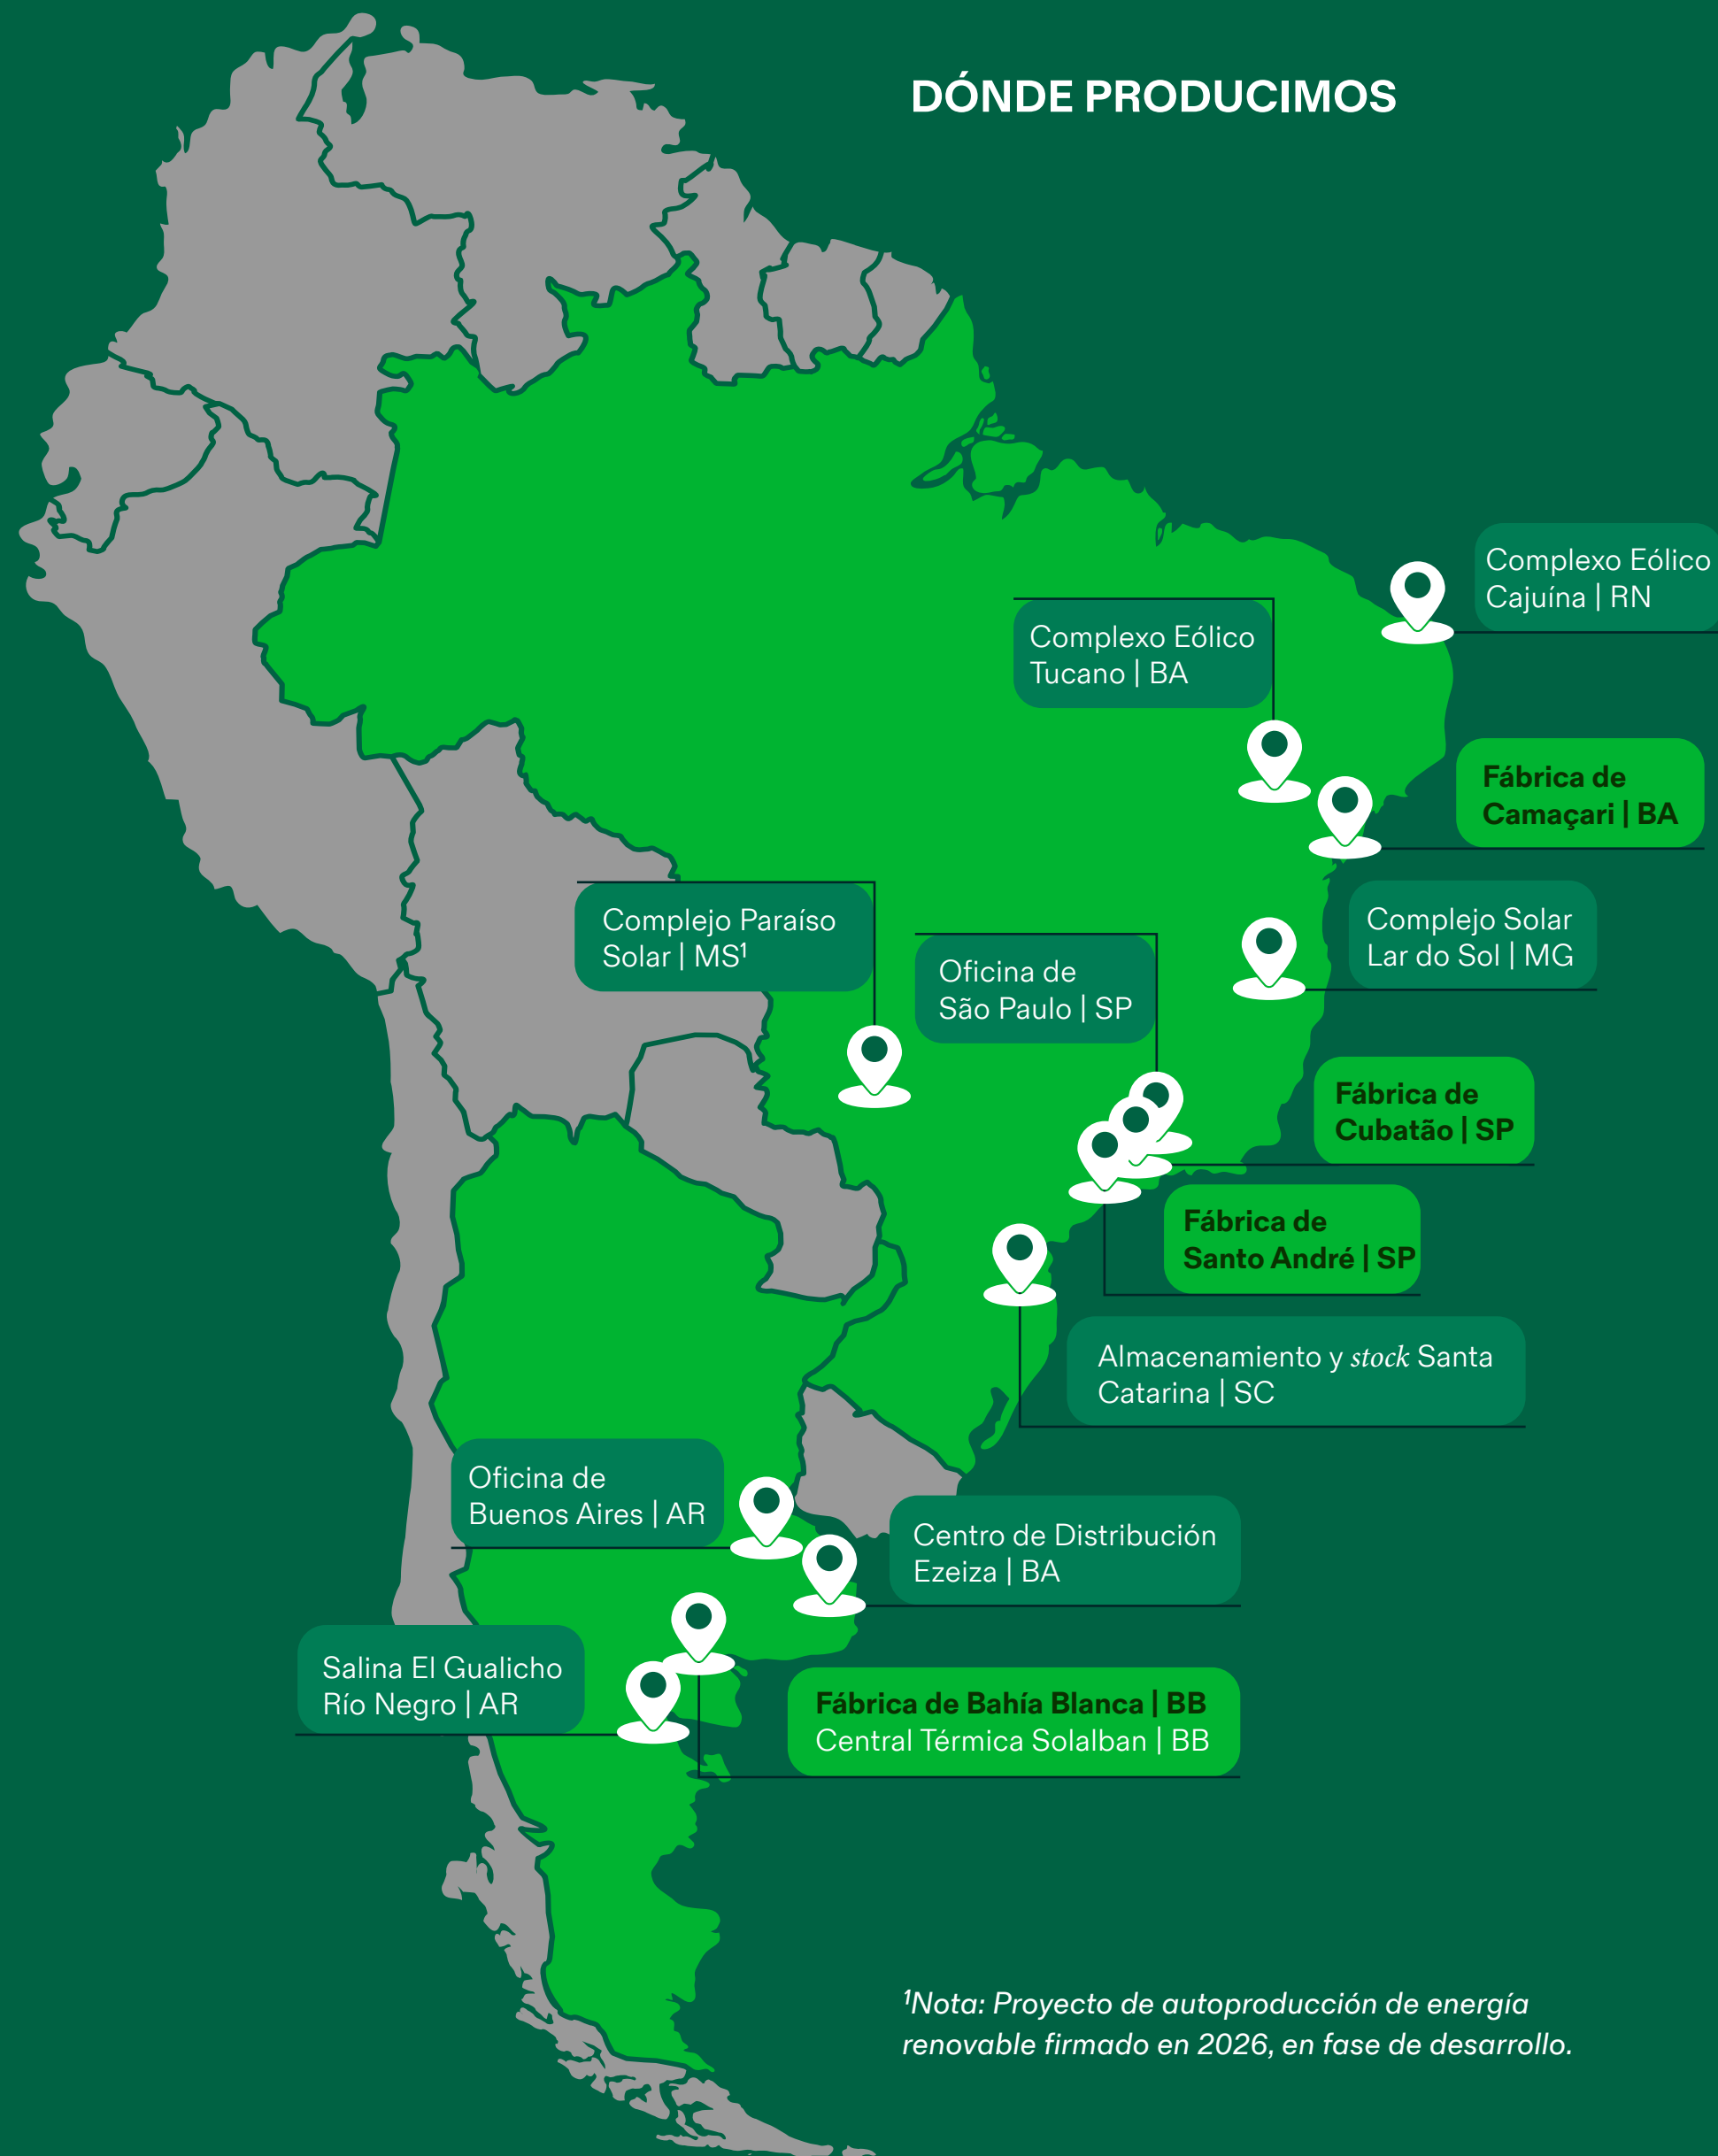 DÓNDE PRODUCIMOS
Complexo Eólico
Cajuína | RN
Complexo Eólico
Tucano | BA
Fábrica de
Camaçari | BA
Complejo Paraíso
Solar | MS¹
Complejo Solar
Lar do Sol | MG
Oficina de
São Paulo | SP
Fábrica de
Cubatão | SP
Fábrica de
Santo André | SP
Almacenamiento y stock Santa
Catarina | SC
Oficina de
Buenos Aires | AR
Centro de Distribución
Ezeiza | BA
Salina El Gualicho
Río Negro | AR
Fábrica de Bahía Blanca | BB
Central Térmica Solalban | BB
¹Nota: Proyecto de autoproducción de energía
renovable firmado en 2026, en fase de desarrollo.